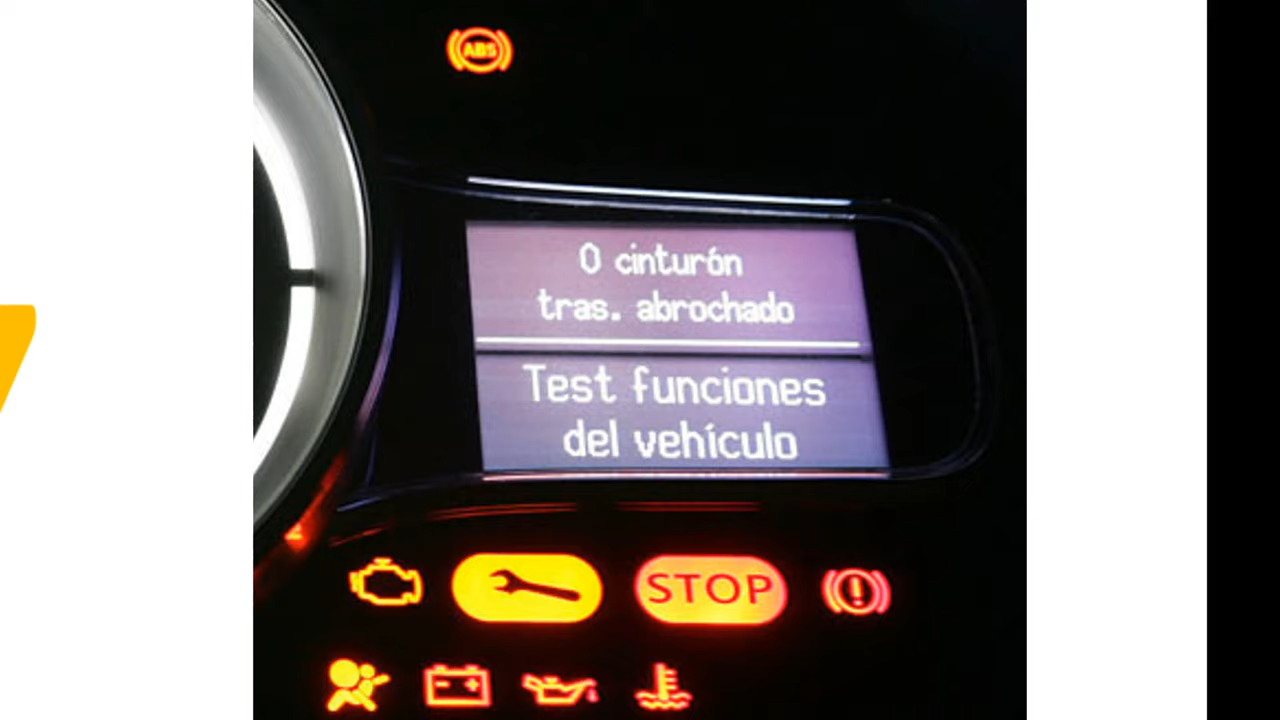 ABS
0 cinturón
tras. abrochado
Test funciones
del vehículo
STOP